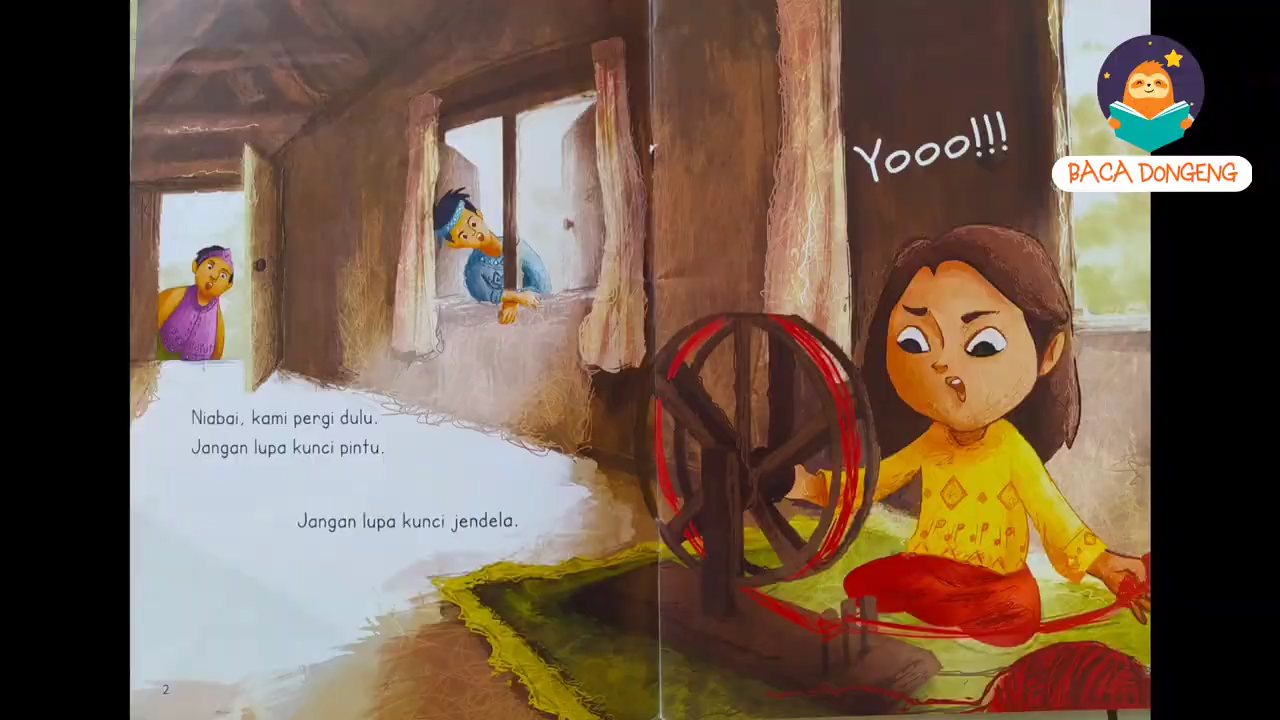 Niabai, kami pergi dulu.
Jangan lupa kunci pintu.
Jangan lupa kunci jendela.
2
Yooo!!!
BACA DONGENG